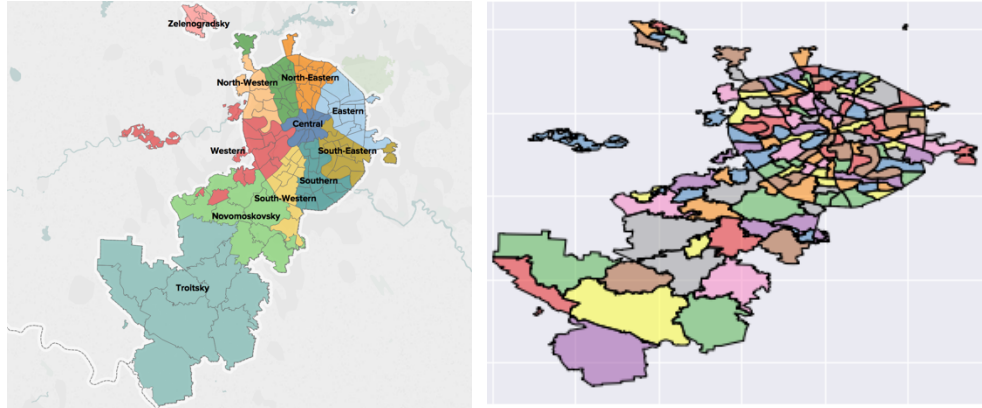 Zelenogradsky
North-Western
North-Eastern
Eastern
Central
Western
South-Eastern
Southern
South-Western
Novomoskovsky
Troitsky